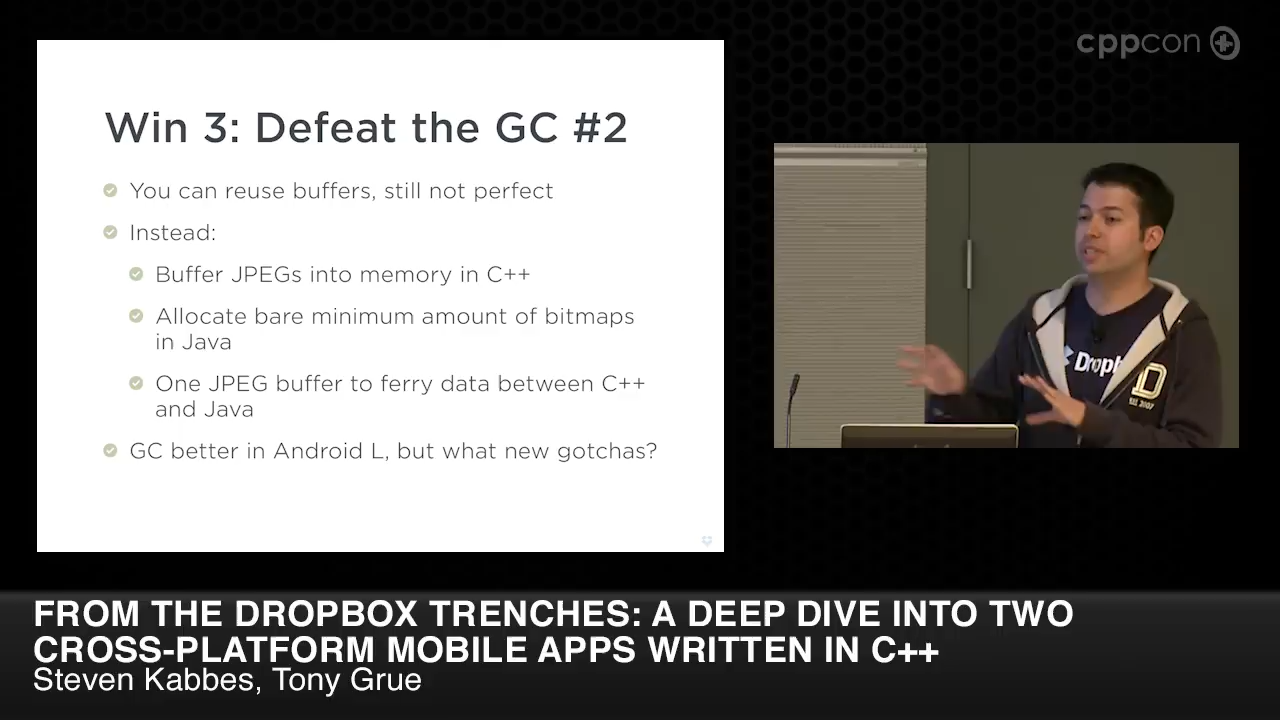 cppcon
Win 3: Defeat the GC #2
You can reuse buffers, still not perfect
Instead:
Buffer JPEGs into memory in C++
Allocate bare minimum amount of bitmaps
in Java
One JPEG buffer to ferry data between C++
and Java
GC better in Android L, but what new gotchas?
Dropb
D
EST. 2007
FROM THE DROPBOX TRENCHES: A DEEP DIVE INTO TWO
CROSS-PLATFORM MOBILE APPS WRITTEN IN C++
Steven Kabbes, Tony Grue